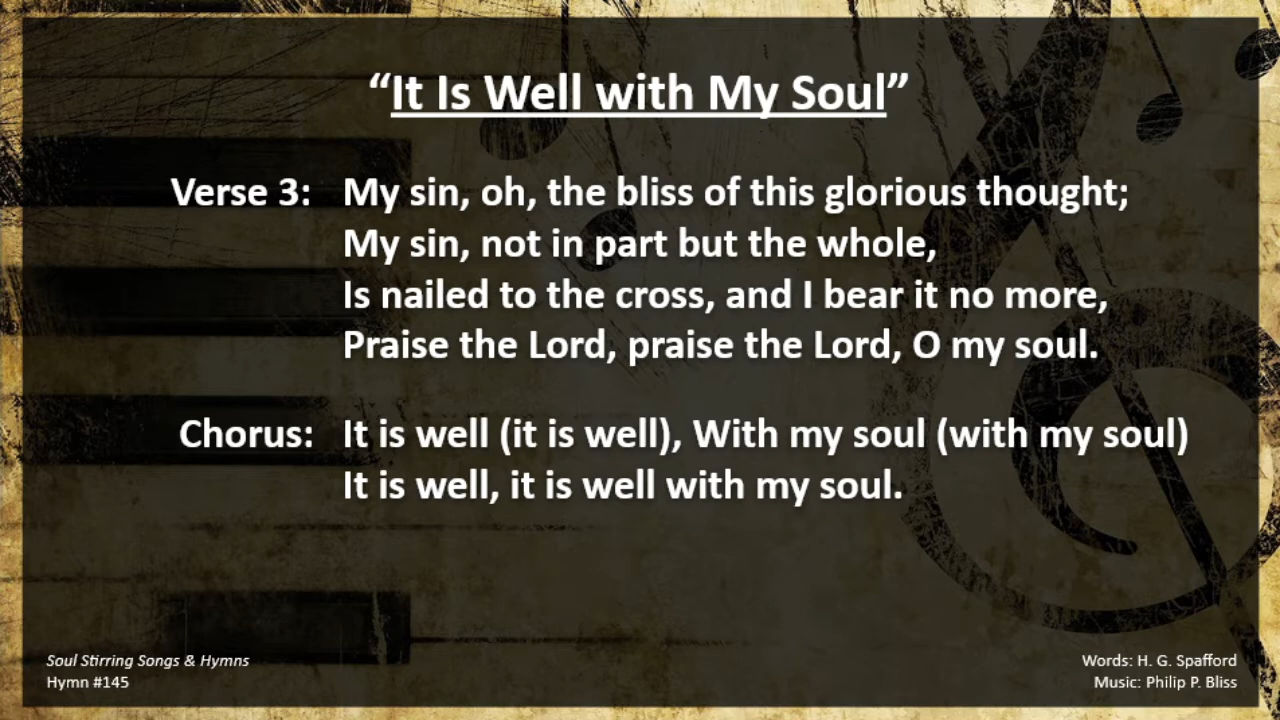 “It Is Well with My Soul”
Verse 3: My sin, oh, the bliss of this glorious thought;
My sin, not in part but the whole,
Is nailed to the cross, and I bear it no more,
Praise the Lord, praise the Lord, O my soul.
Chorus: It is well (it is well), With my soul (with my soul)
It is well, it is well with my soul.
Soul Stirring Songs & Hymns
Hymn #145
Words: H. G. Spafford
Music: Philip P. Bliss